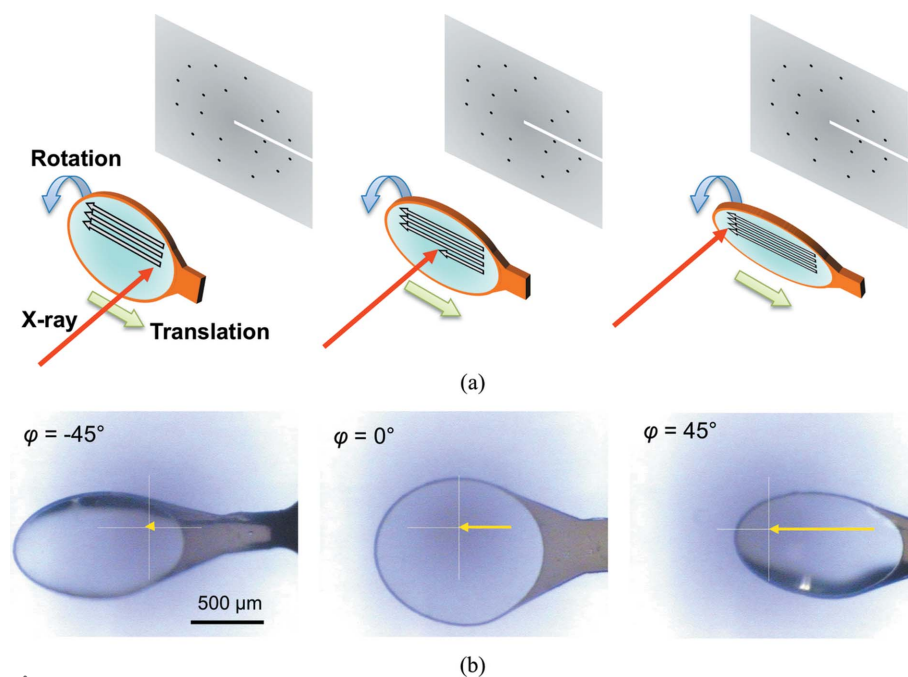 Rotation
X-ray
Translation
(a)
φ = -45°
φ = 0°
φ = 45°
500 μm
(b)